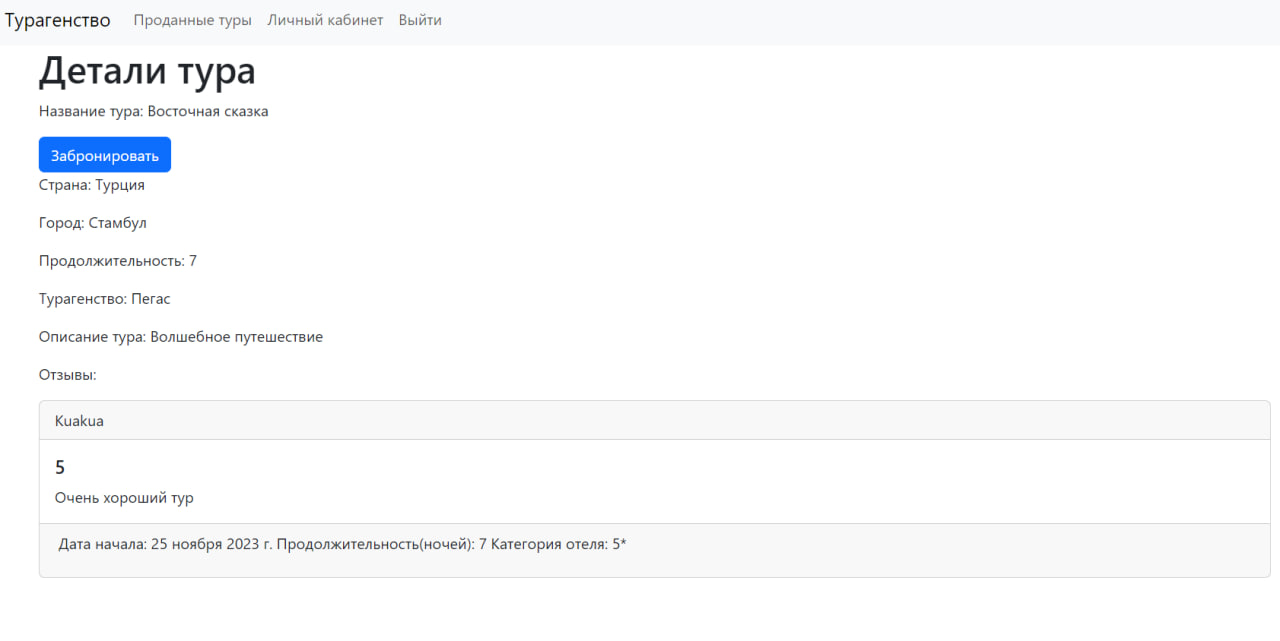 Турагенство Проданные туры Личный кабинет Выйти
Детали тура
Название тура: Восточная сказка
Забронировать
Страна: Турция
Город: Стамбул
Продолжительность: 7
Турагенство: Пегас
Описание тура: Волшебное путешествие
Отзывы:
Kuakua
5
Очень хороший тур
Дата начала: 25 ноября 2023 г. Продолжительность(ночей): 7 Категория отеля: 5*